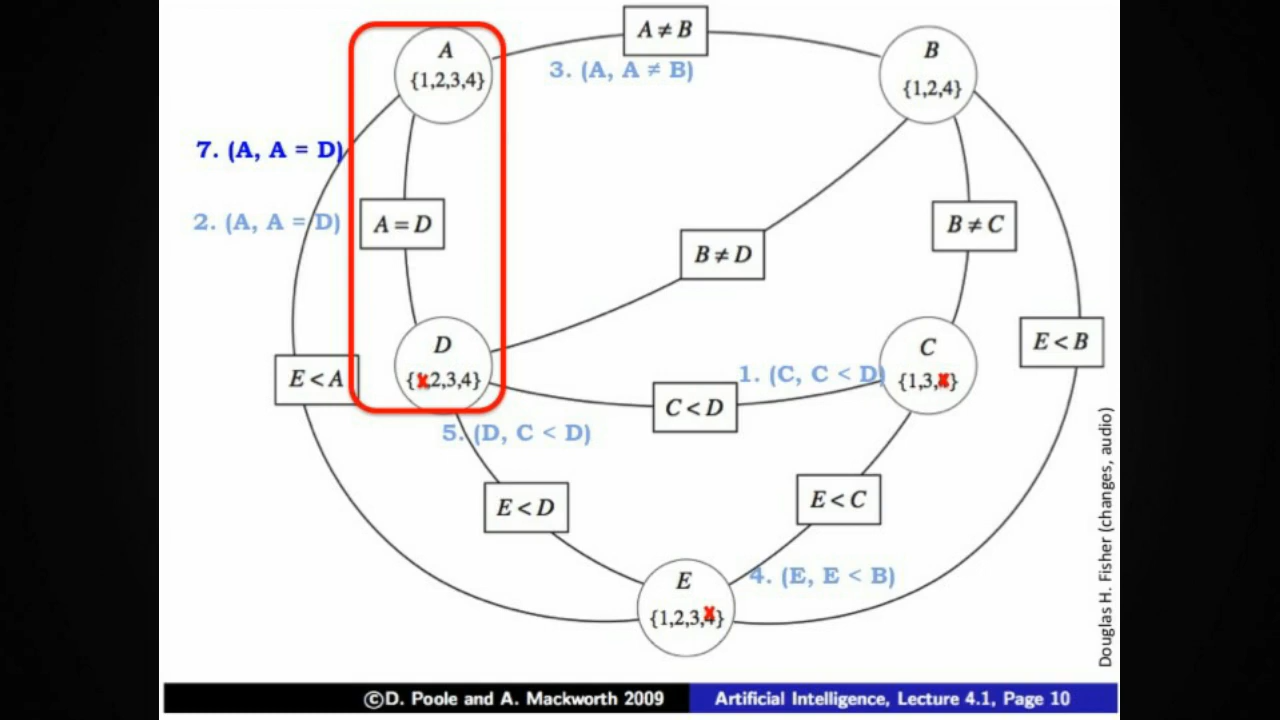 A
{1,2,3,4}
A ≠ B
3. (A, A ≠ B)
B
{1,2,4}
7. (A, A = D)
2. (A, A = D)
A = D
B ≠ D
B ≠ C
E < B
D
{1,2,3,4}
E < A
5. (D, C < D)
C < D
1. (C, C < D)
C
{1,3,4}
E < D
E < C
4. (E, E < B)
E
{1,2,3,4}
Douglas H. Fisher (changes, audio)
©D. Poole and A. Mackworth 2009
Artificial Intelligence, Lecture 4.1, Page 10